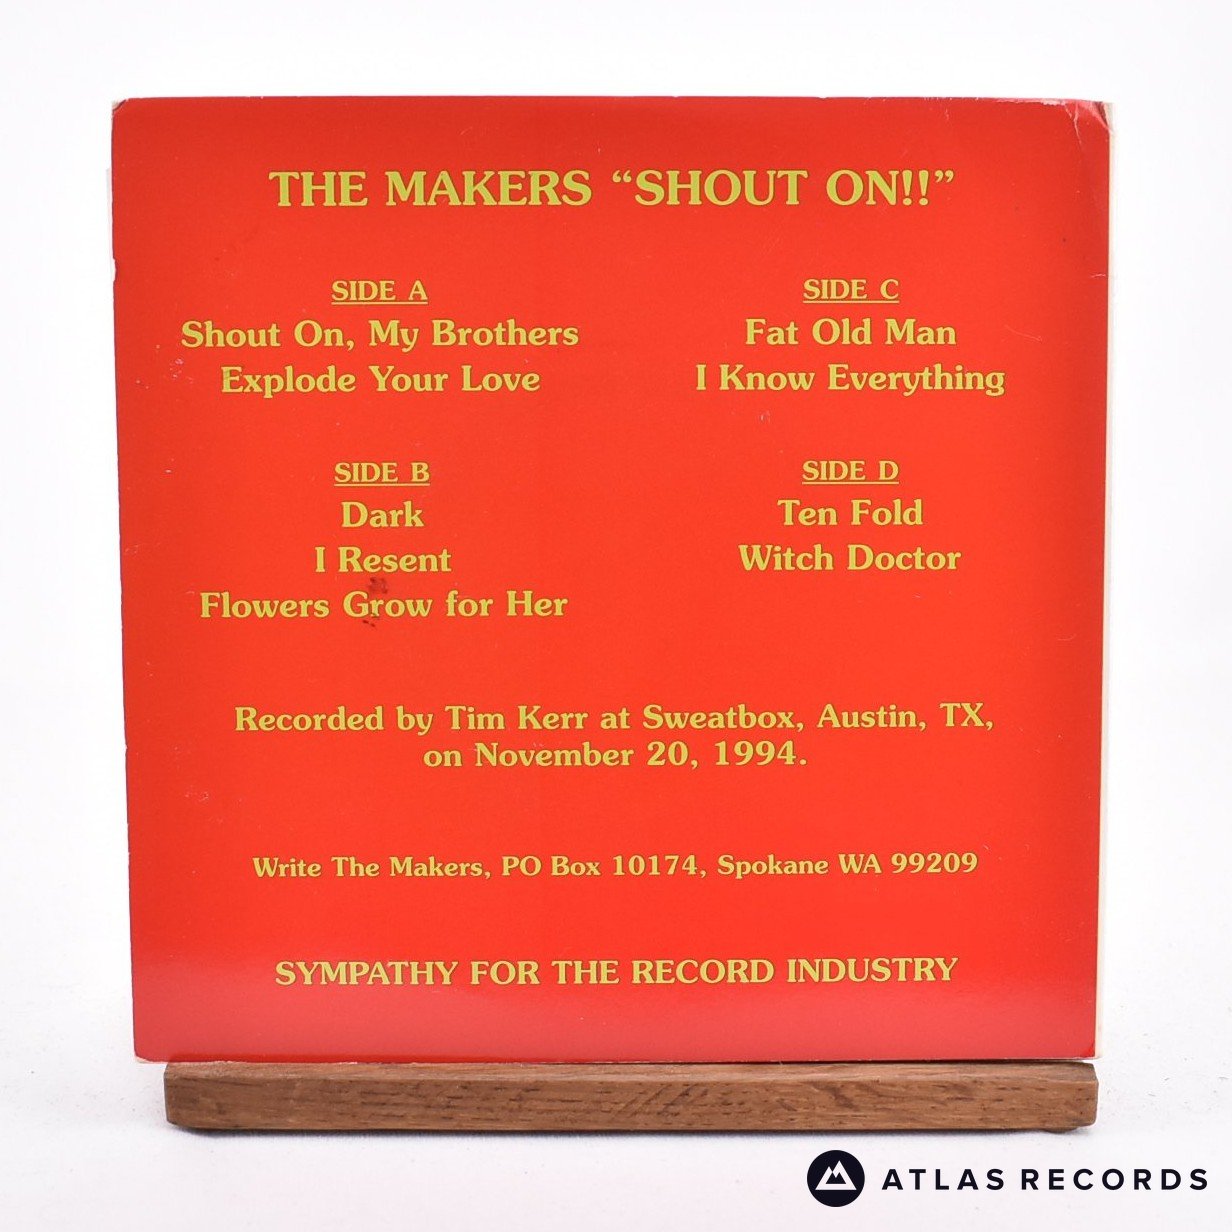 THE MAKERS “SHOUT ON!!”
SIDE A
Shout On, My Brothers
Explode Your Love
SIDE B
Dark
I Resent
Flowers Grow for Her
SIDE C
Fat Old Man
I Know Everything
SIDE D
Ten Fold
Witch Doctor
Recorded by Tim Kerr at Sweatbox, Austin, TX,
on November 20, 1994.
Write The Makers, PO Box 10174, Spokane WA 99209
SYMPATHY FOR THE RECORD INDUSTRY
ATLAS RECORDS